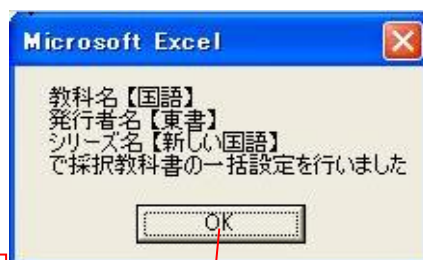 Microsoft Excel
教科名【国語】
発行者名【東書】
シリーズ名【新しい国語】
で採択教科書の一括設定を行いました
OK